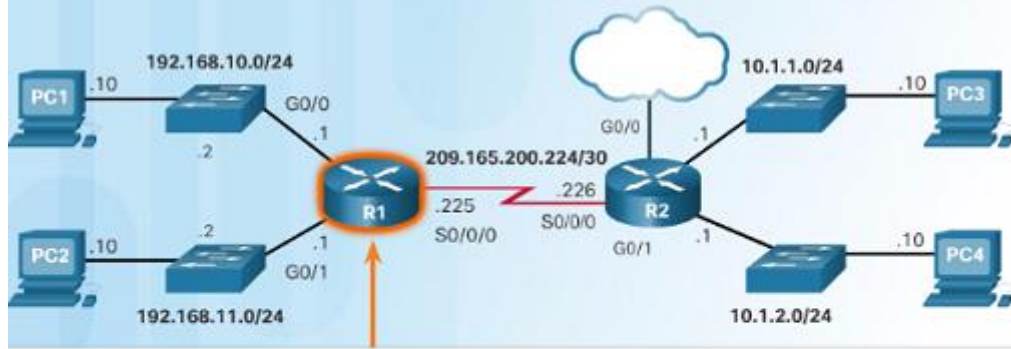 192.168.10.0/24
10.1.1.0/24
PC1
.10
G0/0
.1
.2
G0/0
.1
.10
PC3
209.165.200.224/30
R1
.225
S0/0/0
.226
S0/0/0
R2
PC2
.10
.2
.1
G0/1
G0/1
.1
.10
PC4
192.168.11.0/24
10.1.2.0/24